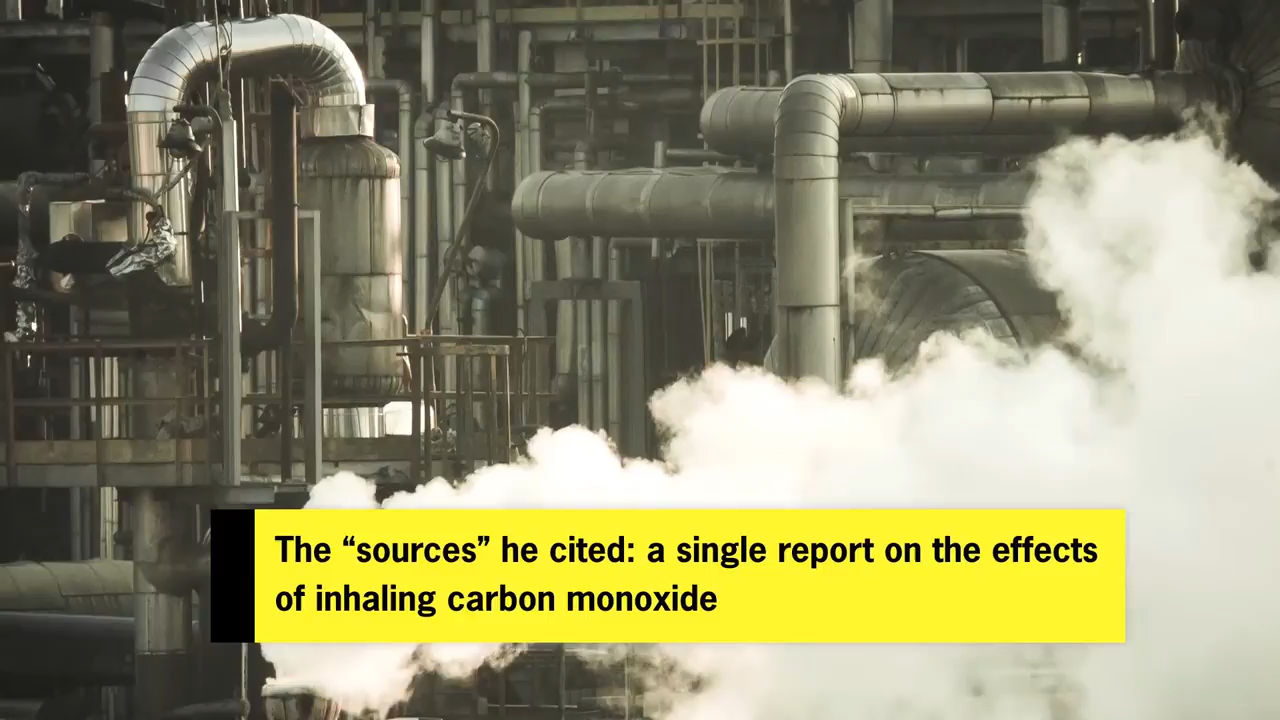 The “sources” he cited: a single report on the effects
of inhaling carbon monoxide